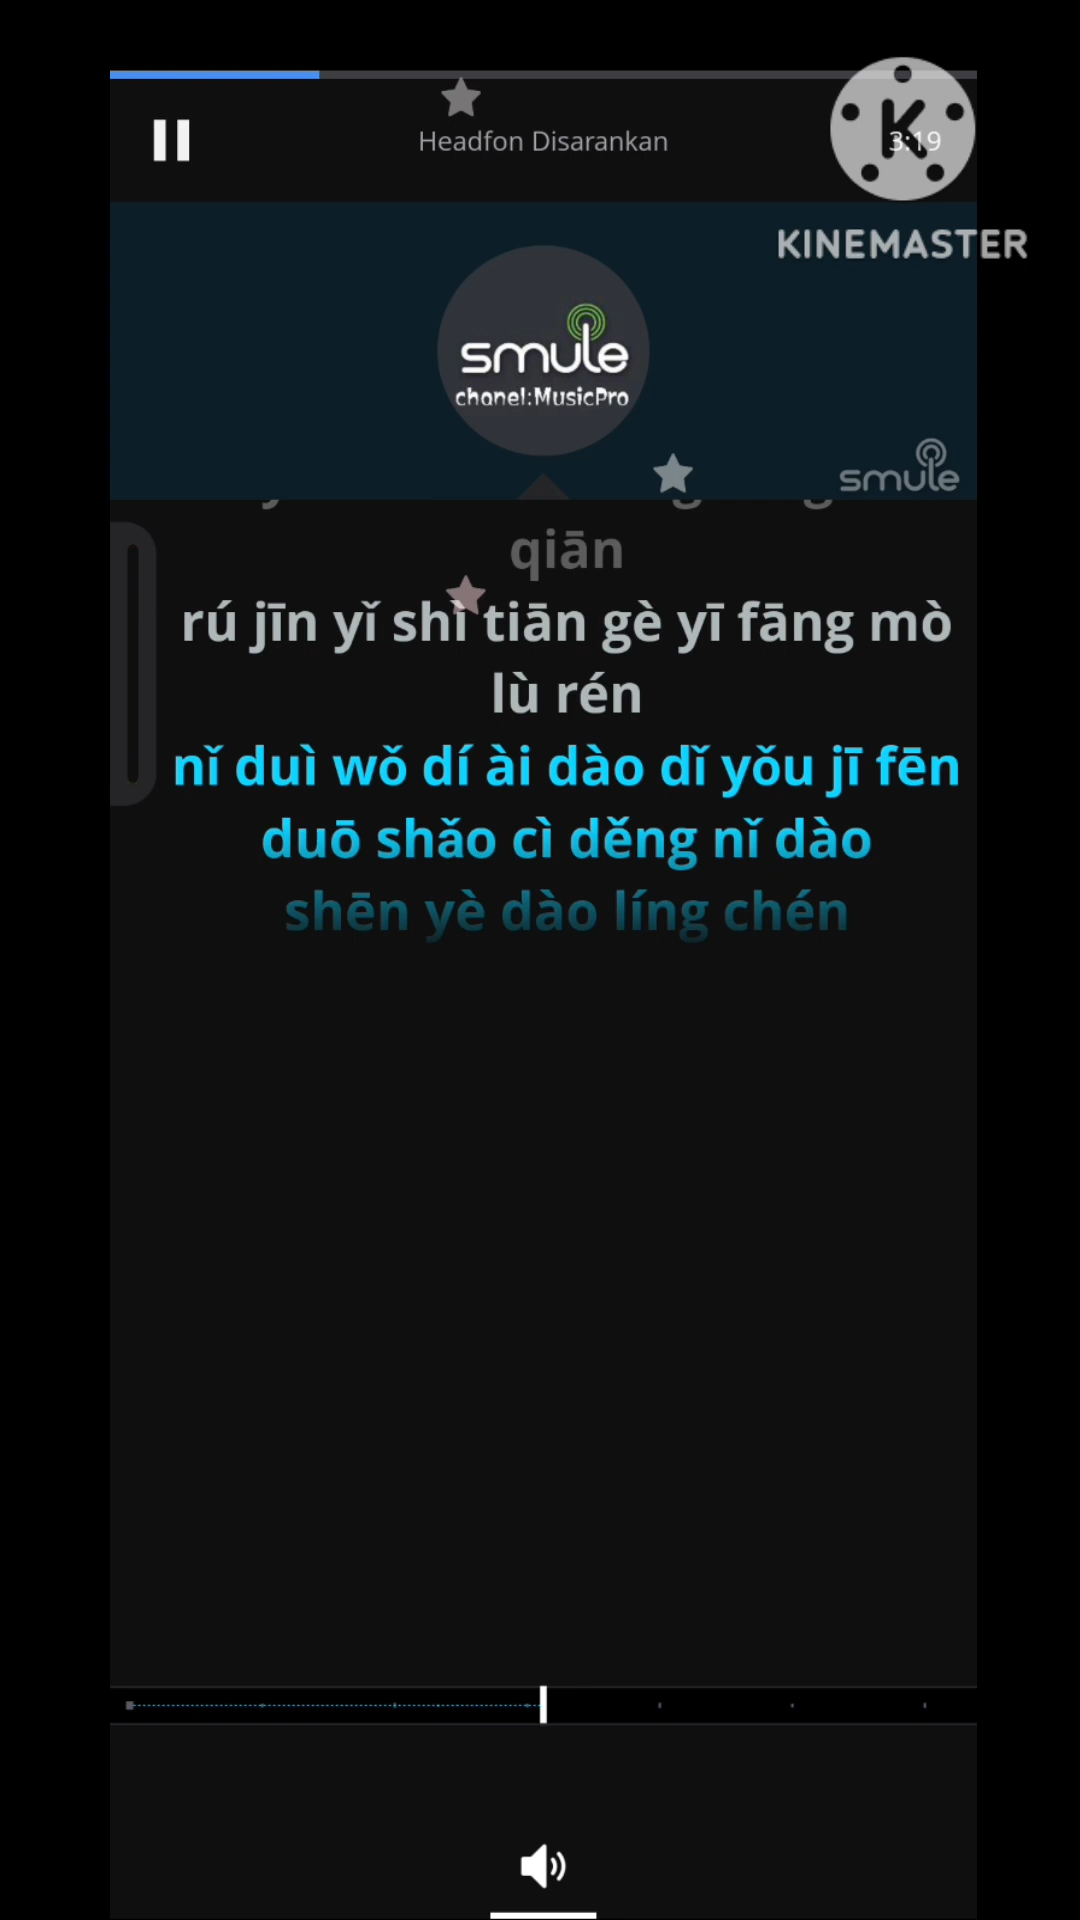 Headfon Disarankan
3:19
KINEMASTER
smule
chanel:MusicPro
smule
qiān
rú jīn yǐ shì tiān gè yī fāng mò
lù rén
nǐ duì wǒ dí ài dào dǐ yǒu jī fēn
duō shǎo cì děng nǐ dào
shēn yè dào líng chén